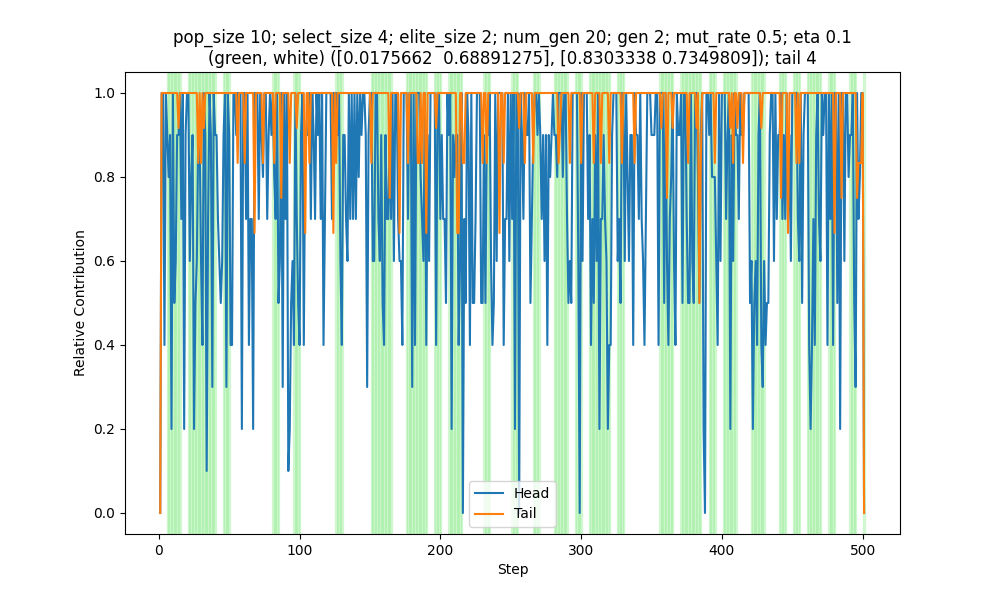 pop_size 10; select_size 4; elite_size 2; num_gen 20; gen 2; mut_rate 0.5; eta 0.1
(green, white) ([0.0175662  0.68891275], [0.8303338 0.7349809]); tail 4
Relative Contribution
1.0
0.8
0.6
0.4
0.2
0.0
Head
Tail
0
100
200
300
400
500
Step